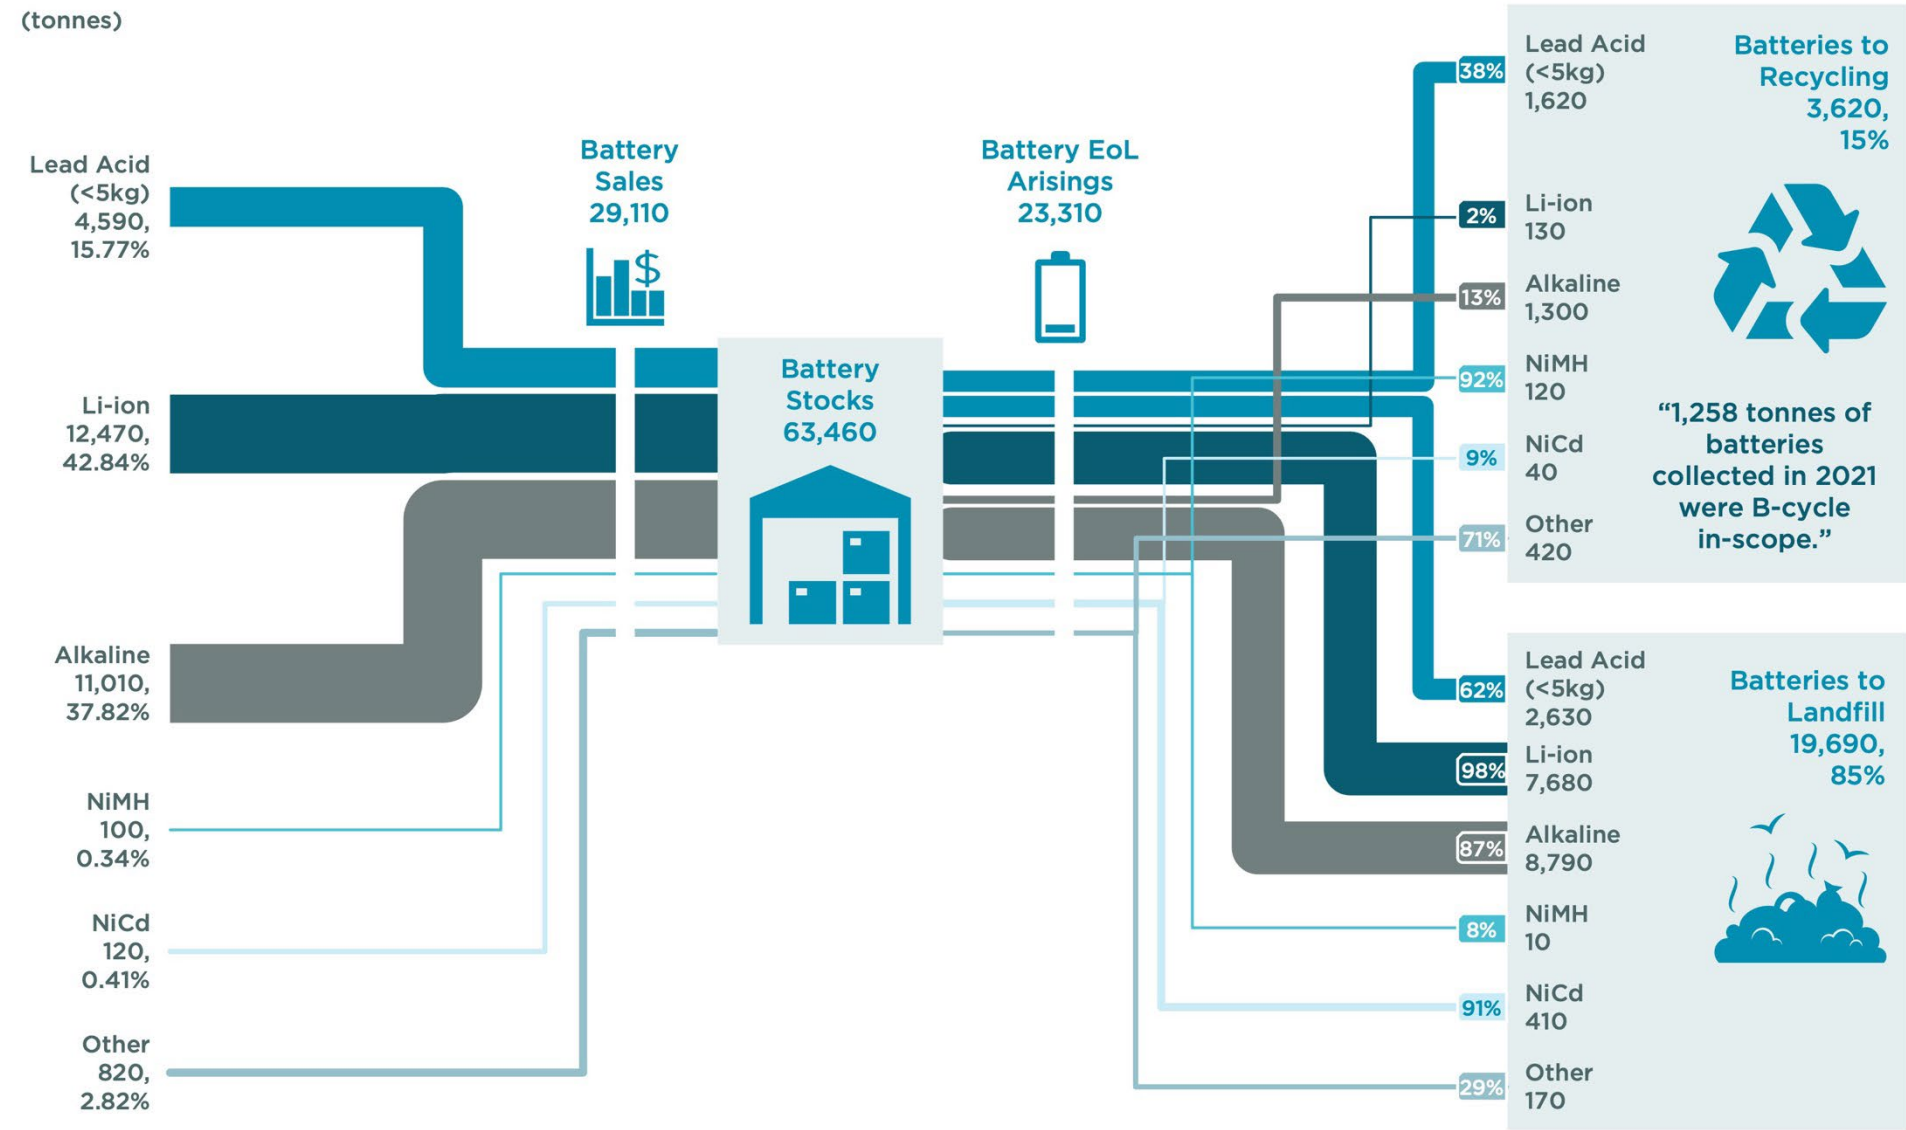 (tonnes)
Lead Acid
(<5kg)
4,590,
15.77%
Li-ion
12,470,
42.84%
Alkaline
11,010,
37.82%
NiMH
100,
0.34%
NiCd
120,
0.41%
Other
820,
2.82%
Battery
Sales
29,110
$
Battery
Stocks
63,460
Battery EoL
Arisings
23,310
38%
2%
13%
92%
9%
71%
62%
98%
87%
8%
91%
29%
Lead Acid
(<5kg)
1,620
Li-ion
130
Alkaline
1,300
NiMH
120
NiCd
40
Other
420
Batteries to
Recycling
3,620,
15%
“1,258 tonnes of
batteries
collected in 2021
were B-cycle
in-scope.”
Lead Acid
(<5kg)
2,630
Li-ion
7,680
Alkaline
8,790
NiMH
10
NiCd
410
Other
170
Batteries to
Landfill
19,690,
85%